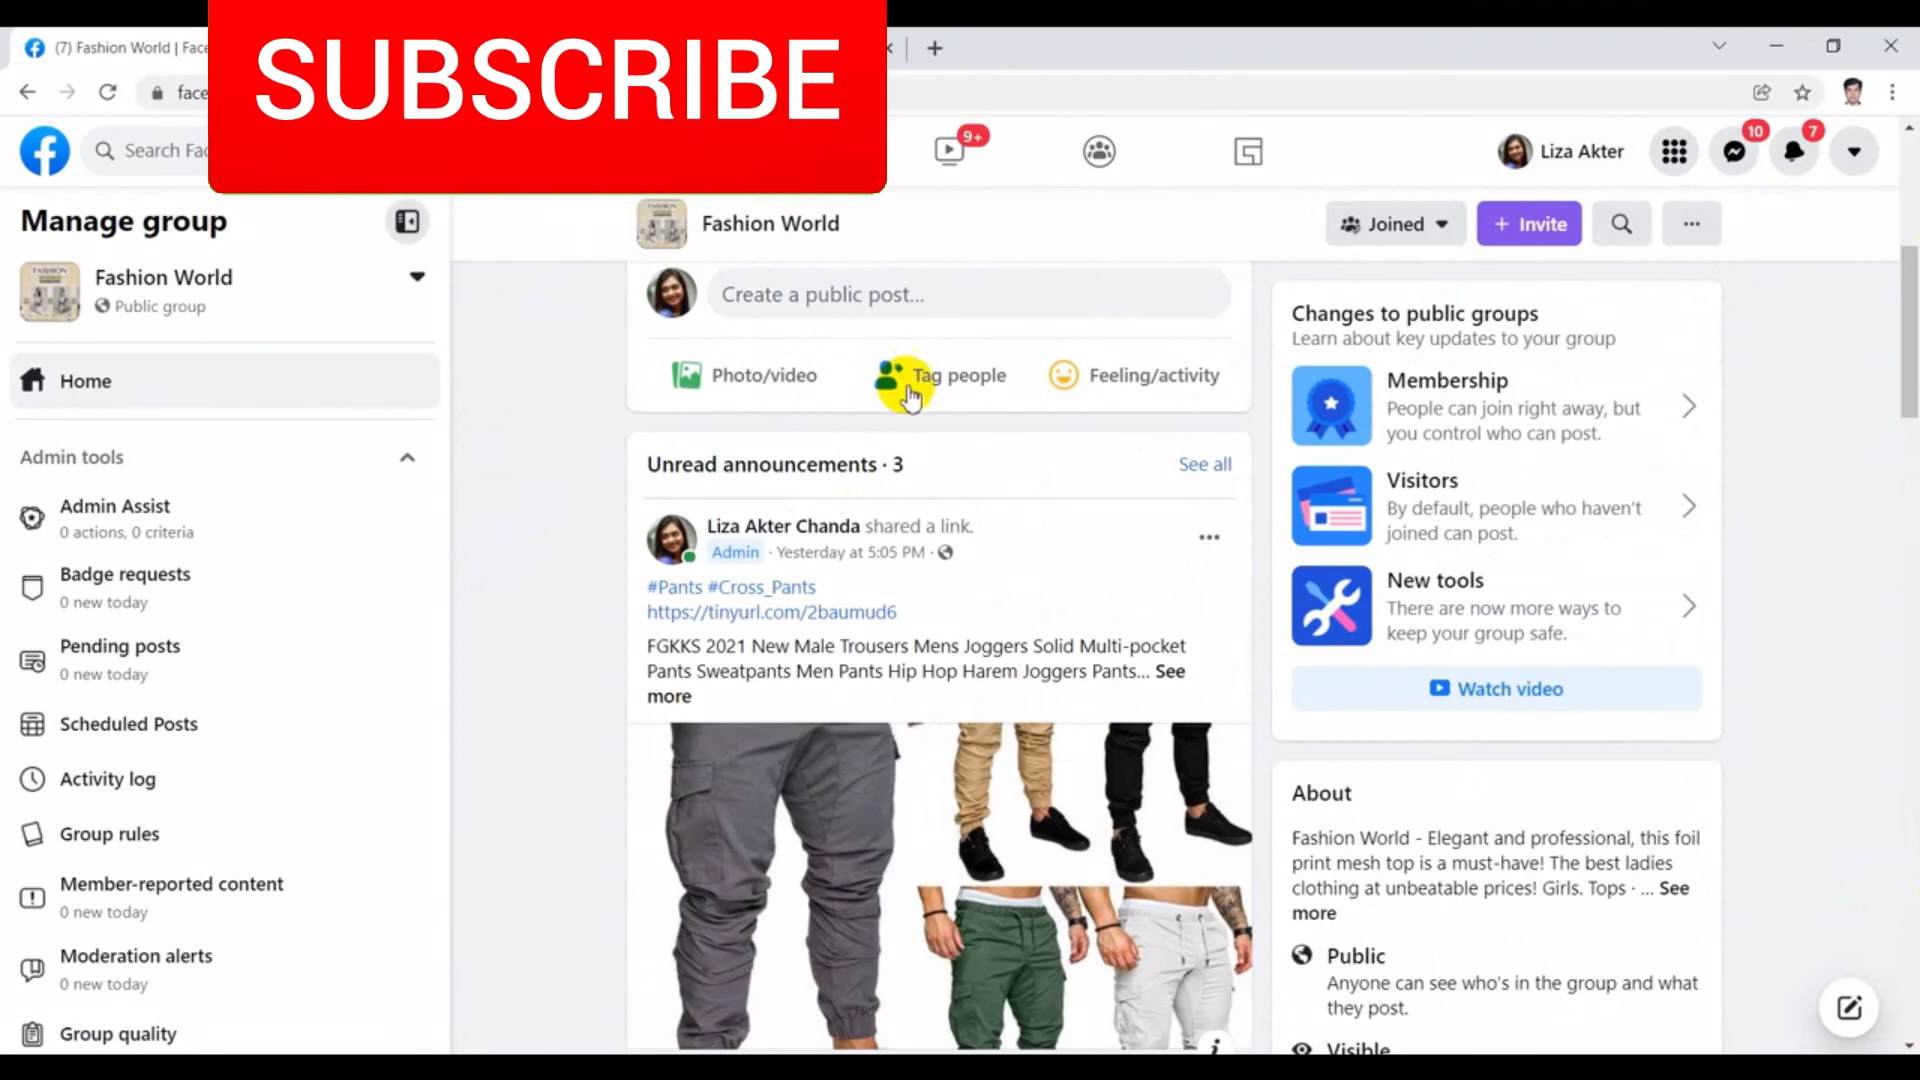 (7) Fashion World | Face
SUBSCRIBE
face
Search Fac
9+
Liza Akter
10
7
Manage group
Fashion World
Public group
Home
Admin tools
Admin Assist
0 actions, 0 criteria
Badge requests
0 new today
Pending posts
0 new today
Scheduled Posts
Activity log
Group rules
Member-reported content
0 new today
Moderation alerts
0 new today
Group quality
Fashion World
Joined
+ Invite
Create a public post...
Photo/video
Tag people
Feeling/activity
Unread announcements · 3
See all
Liza Akter Chanda shared a link.
Admin · Yesterday at 5:05 PM ·
#Pants #Cross_Pants
https://tinyurl.com/2baumud6
FGKKS 2021 New Male Trousers Mens Joggers Solid Multi-pocket
Pants Sweatpants Men Pants Hip Hop Harem Joggers Pants... See
more
Changes to public groups
Learn about key updates to your group
Membership
People can join right away, but
you control who can post.
Visitors
By default, people who haven't
joined can post.
New tools
There are now more ways to
keep your group safe.
Watch video
About
Fashion World - Elegant and professional, this foil
print mesh top is a must-have! The best ladies
clothing at unbeatable prices! Girls. Tops · ... See
more
Public
Anyone can see who's in the group and what
they post.
Visible